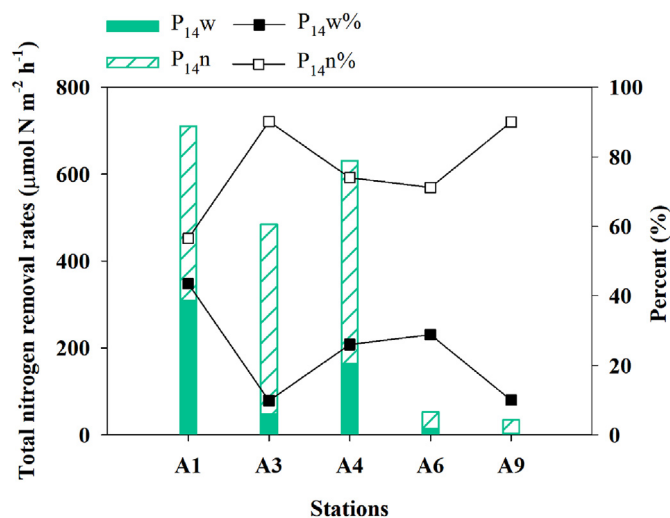 P₁₄w P₁₄w%
P₁₄n P₁₄n%
800 100
600 80
400 60
200 40
0 20
0
Total nitrogen removal rates (μmol N m⁻² h⁻¹)
Percent (%)
A1 A3 A4 A6 A9
Stations